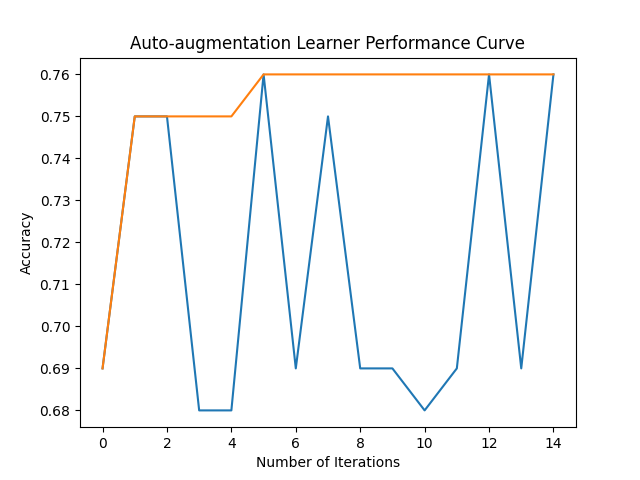 Auto-augmentation Learner Performance Curve
0.76
0.75
0.74
0.73
0.72
0.71
0.70
0.69
0.68
Accuracy
0 2 4 6 8 10 12 14
Number of Iterations